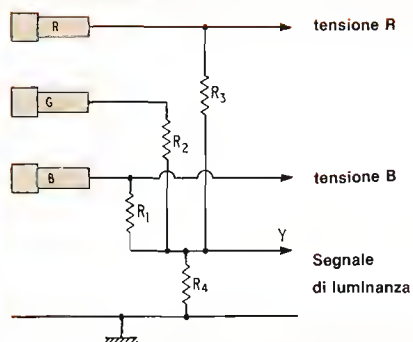 R
tensione R
R3
G
R2
B
tensione B
R1
Y
Segnale
di luminanza
R4